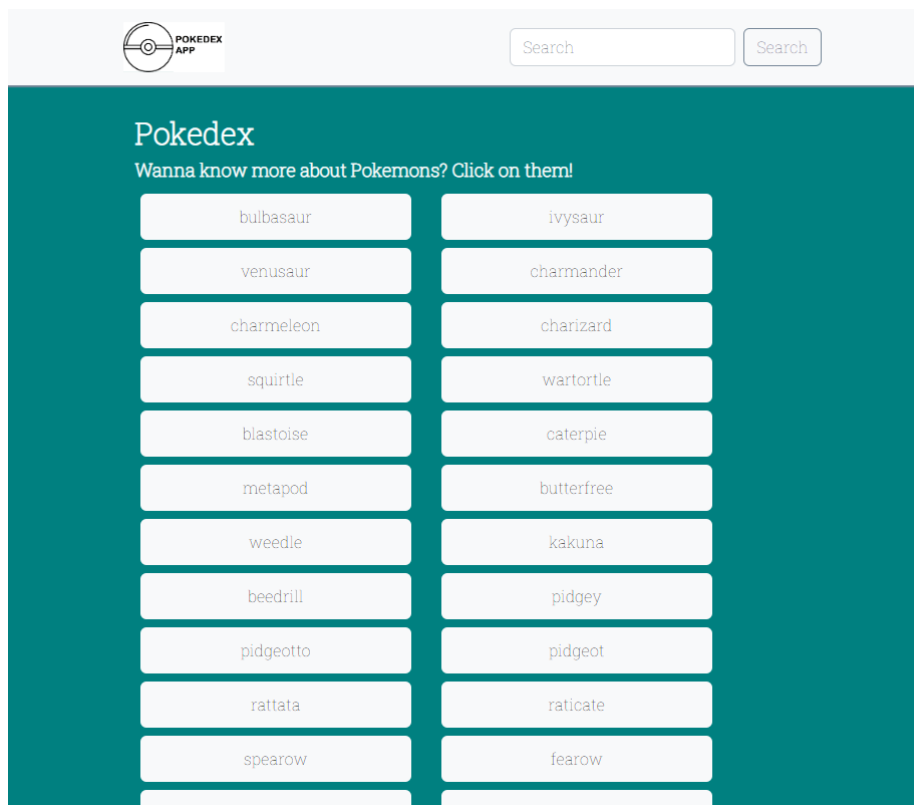 POKEDEX
APP
Search
Search
Pokedex
Wanna know more about Pokemons? Click on them!
bulbasaur
ivysaur
venusaur
charmander
charmeleon
charizard
squirtle
wartortle
blastoise
caterpie
metapod
butterfree
weedle
kakuna
beedrill
pidgey
pidgeotto
pidgeot
rattata
raticate
spearow
fearow